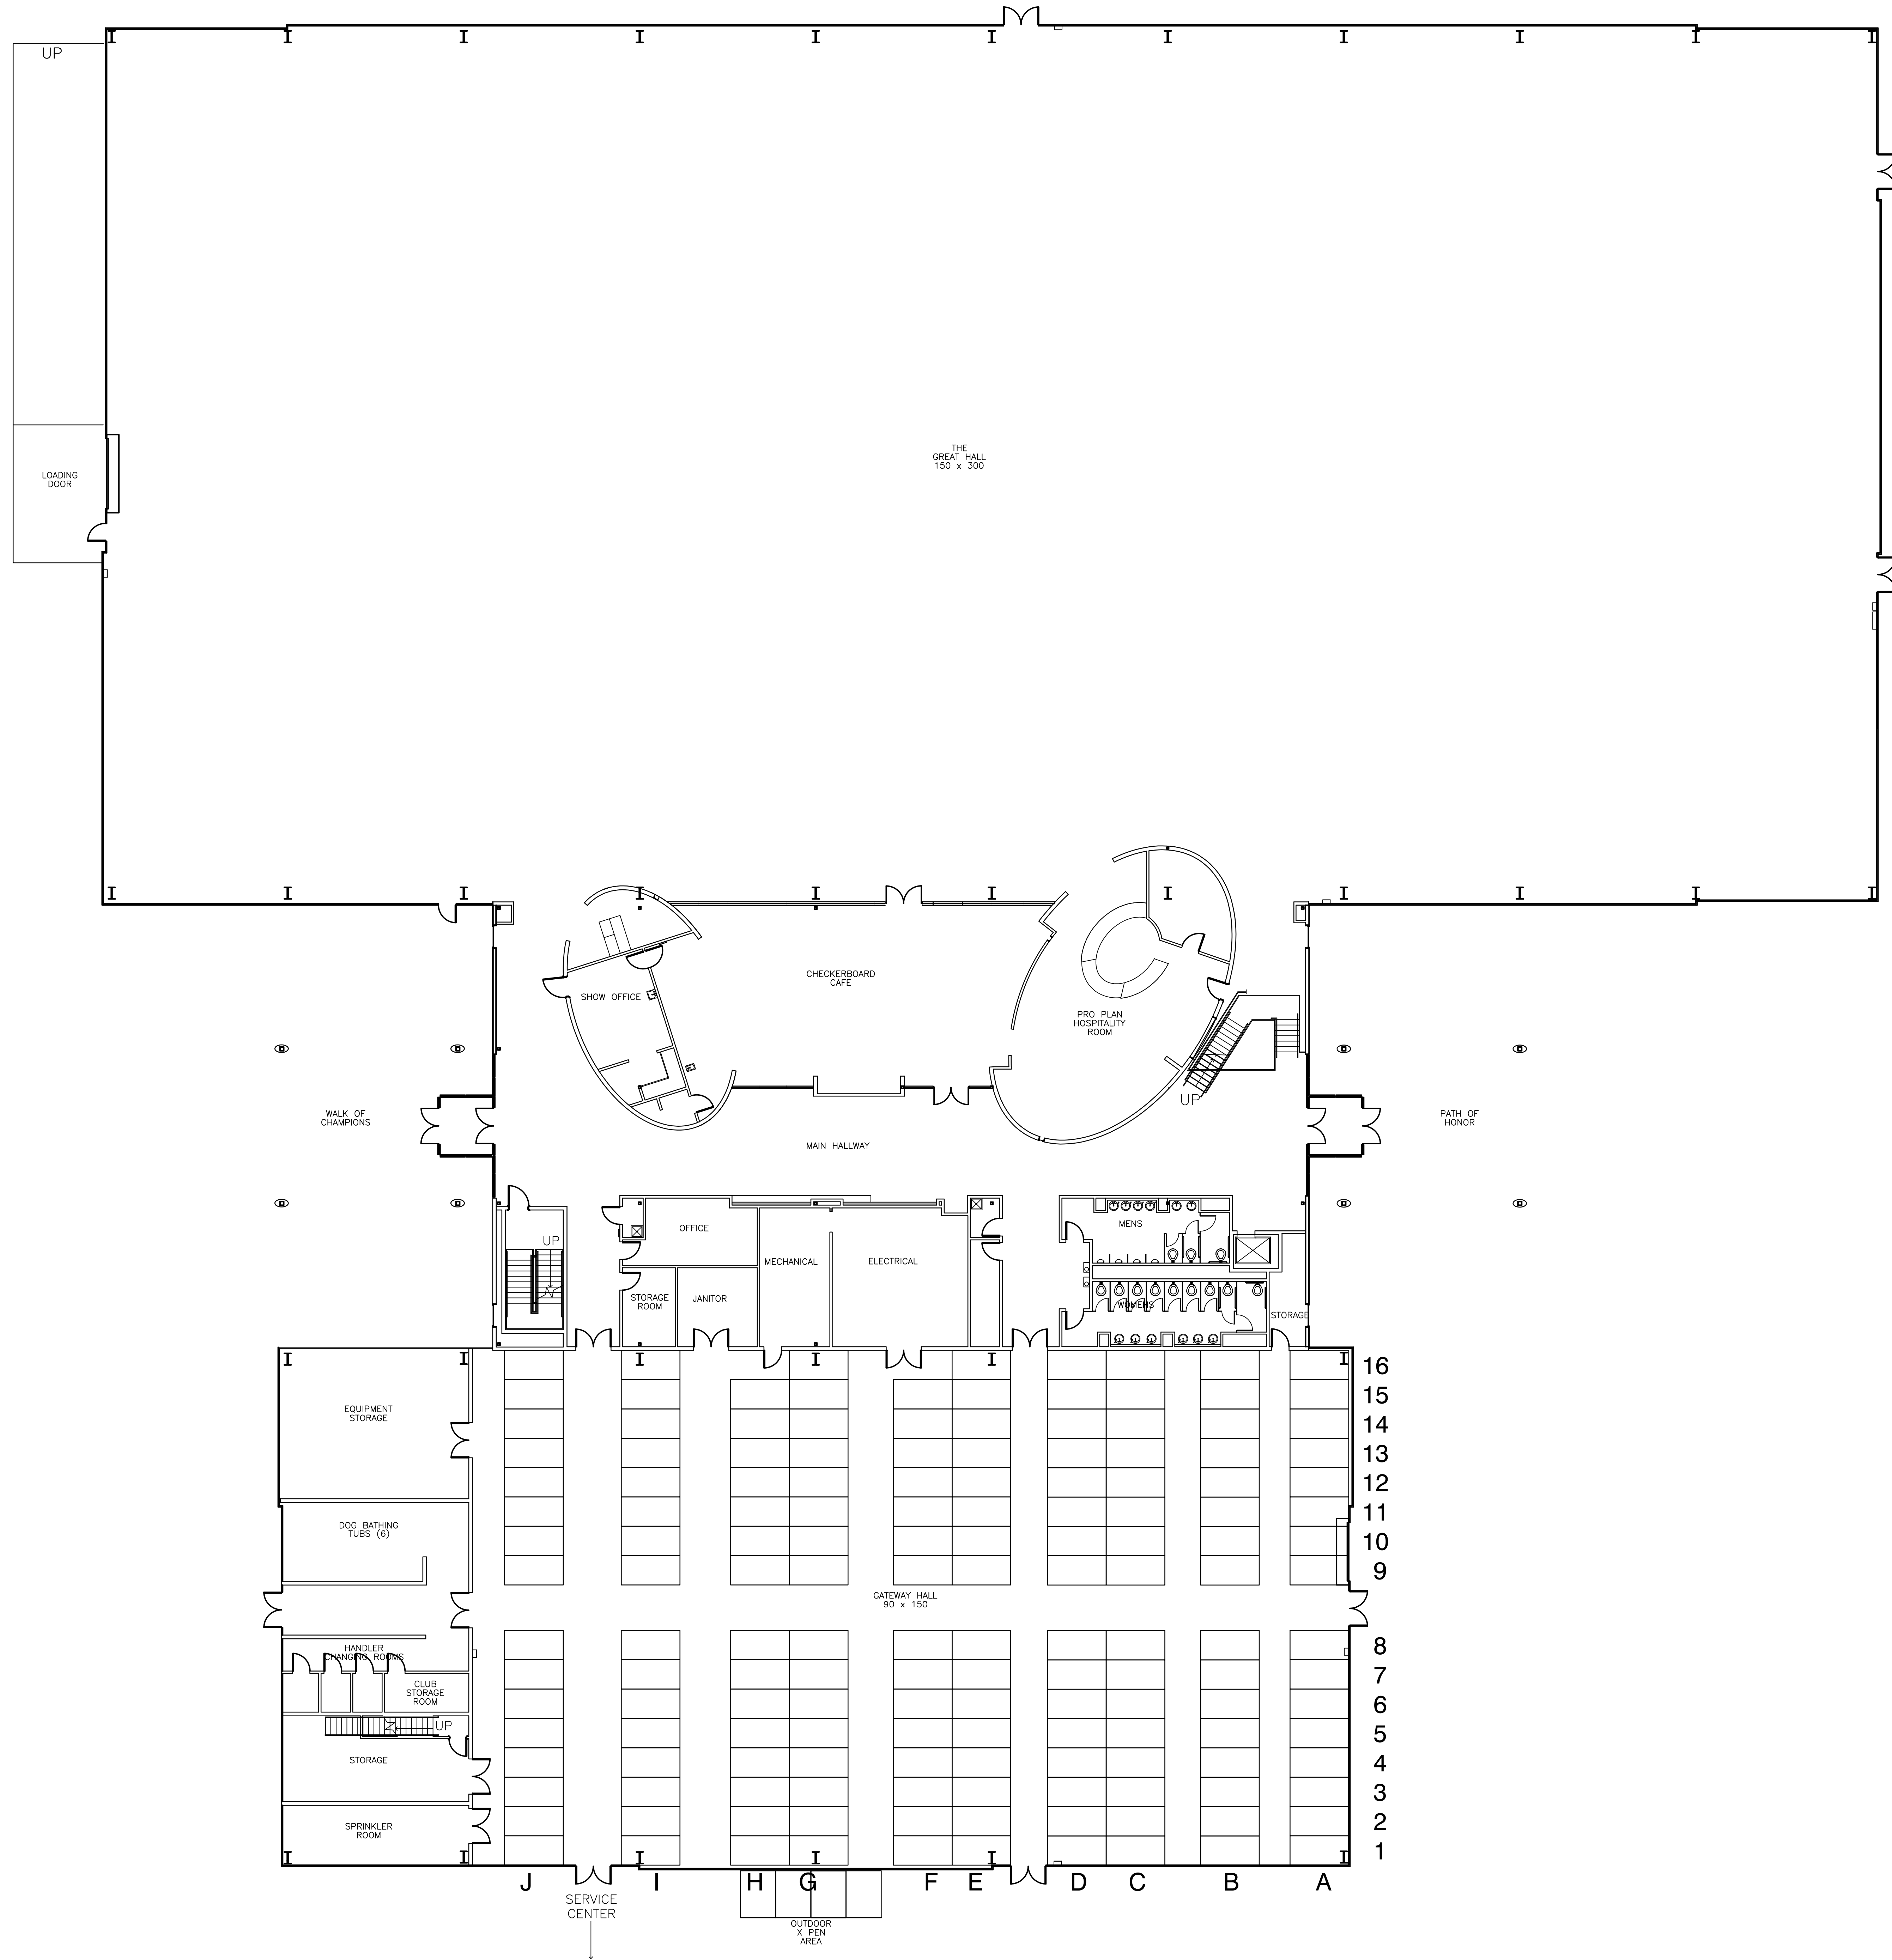 UP
THE
GREAT HALL
150 x 300
LOADING
DOOR
CHECKERBOARD
CAFE
SHOW OFFICE
PRO PLAN
HOSPITALITY
ROOM
UP
WALK OF
CHAMPIONS
PATH OF
HONOR
MAIN HALLWAY
OFFICE
MENS
UP
MECHANICAL
ELECTRICAL
STORAGE
ROOM
JANITOR
WOMENS
STORAGE
16
15
14
13
12
11
10
9
EQUIPMENT
STORAGE
DOG BATHING
TUBS (6)
GATEWAY HALL
90 x 150
HANDLER
CHANGING ROOMS
CLUB
STORAGE
ROOM
UP
STORAGE
SPRINKLER
ROOM
8
7
6
5
4
3
2
1
J I H G F E D C B A
SERVICE
CENTER
OUTDOOR
X PEN
AREA